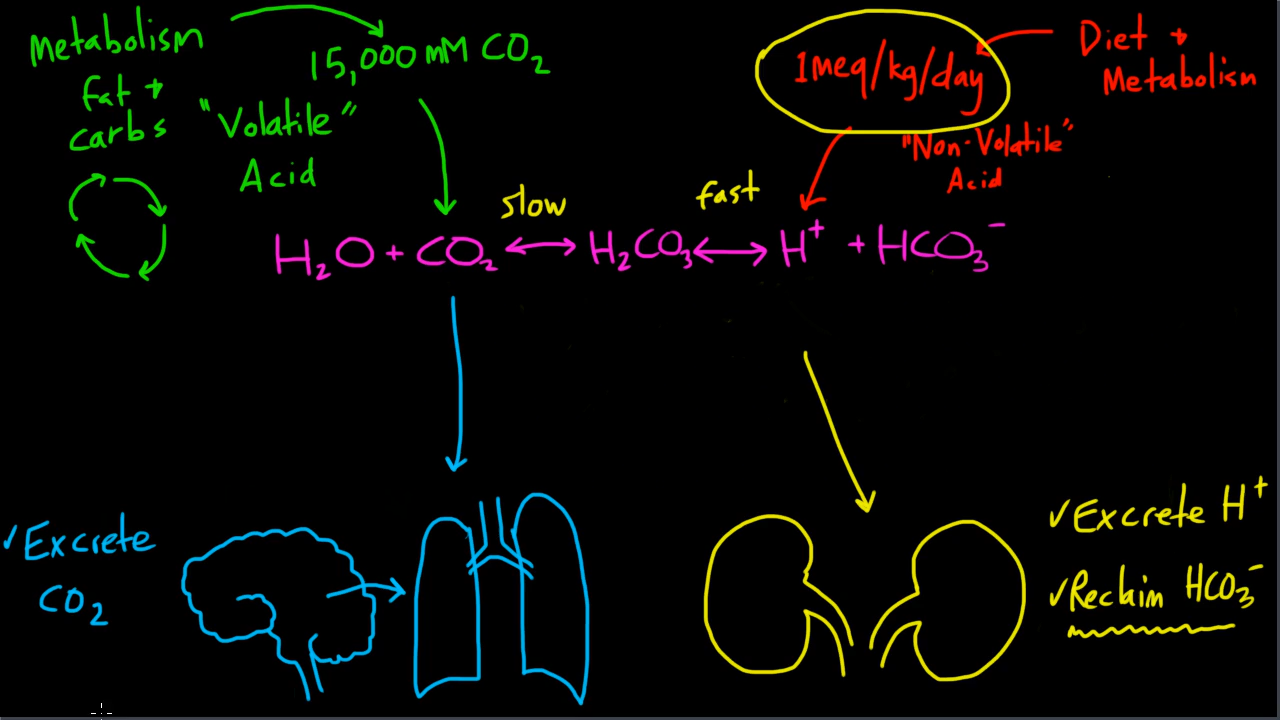 Metabolism
fat +
carbs
15,000 mM CO₂
"Volatile"
Acid
1meq/kg/day
Diet +
Metabolism
"Non-Volatile"
Acid
slow
fast
H₂O + CO₂ ↔ H₂CO₃ ↔ H⁺ + HCO₃⁻
✓Excrete
CO₂
✓Excrete H⁺
✓Reclaim HCO₃⁻